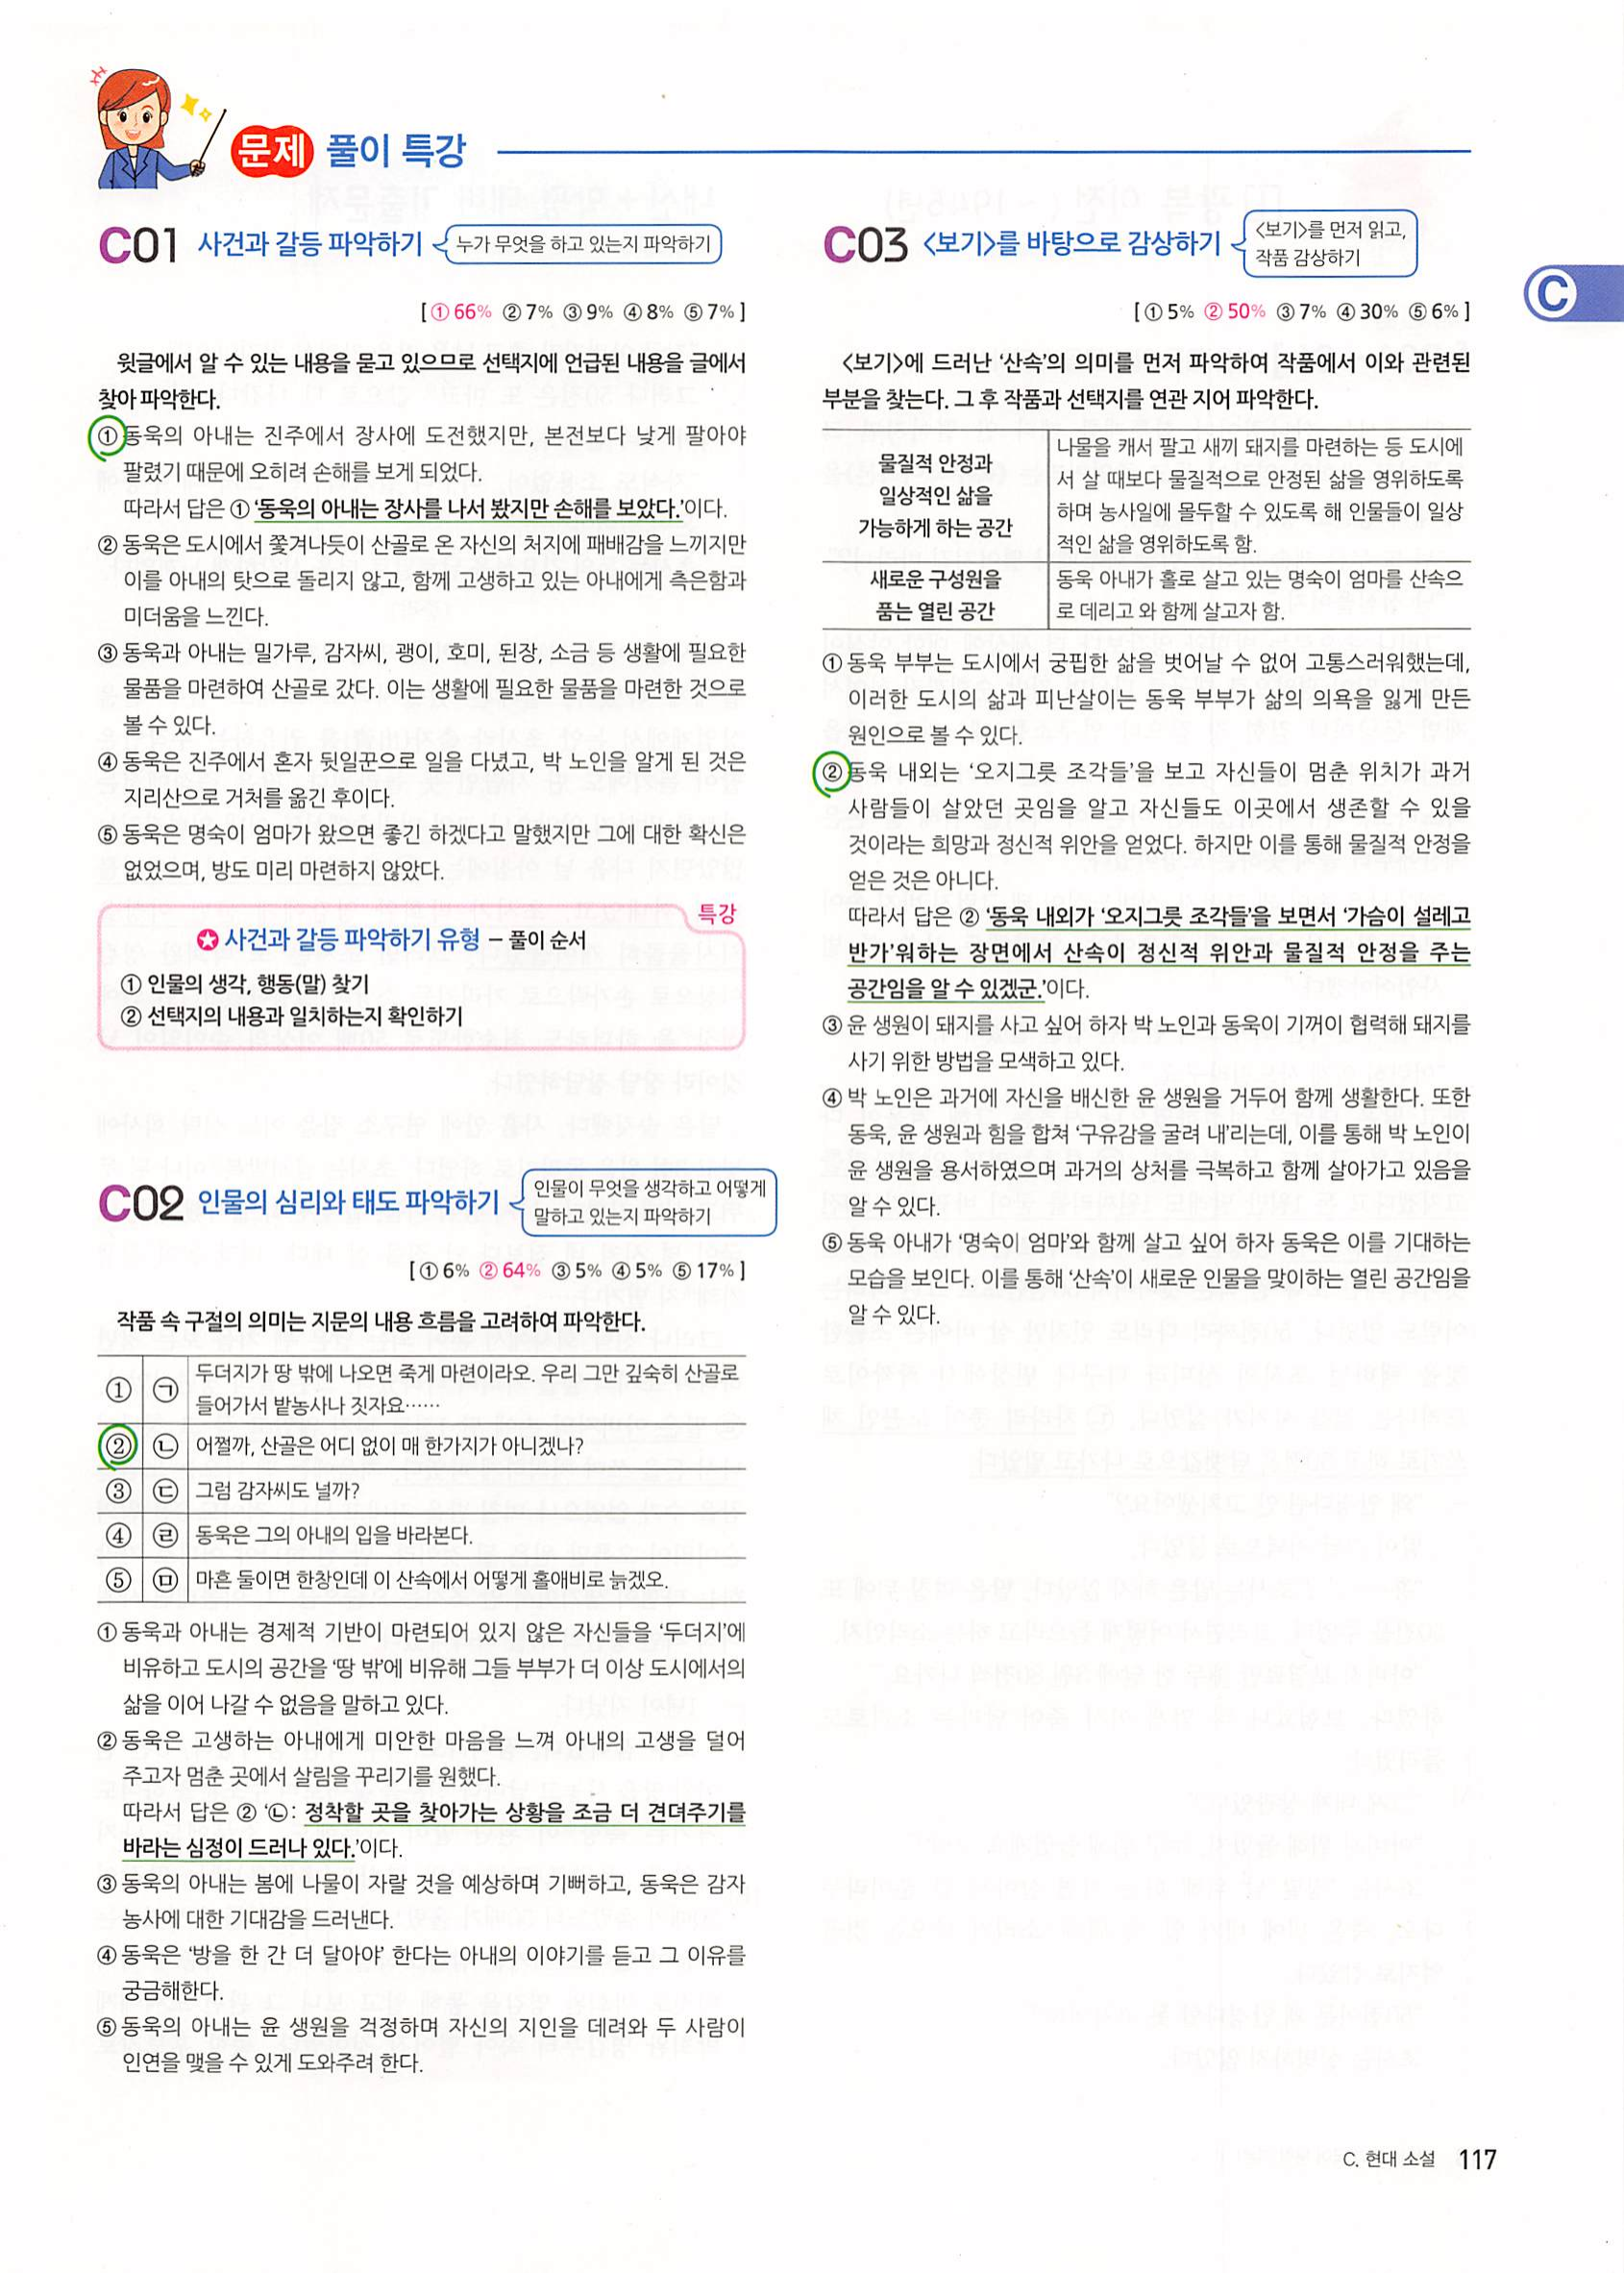 문제 풀이 특강
C01 사건과 갈등 파악하기
누가 무엇을 하고 있는지 파악하기
[ ① 66% ② 7% ③ 9% ④ 8% ⑤ 7% ]
윗글에서 알 수 있는 내용을 묻고 있으므로 선택지에 언급된 내용을 글에서
찾아 파악한다.
① 동욱의 아내는 진주에서 장사에 도전했지만, 본전보다 낮게 팔아야
팔렸기 때문에 오히려 손해를 보게 되었다.
따라서 답은 ① ‘동욱의 아내는 장사를 나서 봤지만 손해를 보았다.’이다.
② 동욱은 도시에서 쫓겨나듯이 산골로 온 자신의 처지에 패배감을 느끼지만
이를 아내의 탓으로 돌리지 않고, 함께 고생하고 있는 아내에게 측은함과
미더움을 느낀다.
③ 동욱과 아내는 밀가루, 감자씨, 괭이, 호미, 된장, 소금 등 생활에 필요한
물품을 마련하여 산골로 갔다. 이는 생활에 필요한 물품을 마련한 것으로
볼 수 있다.
④ 동욱은 진주에서 혼자 뒷일꾼으로 일을 다녔고, 박 노인을 알게 된 것은
지리산으로 거처를 옮긴 후이다.
⑤ 동욱은 명숙이 엄마가 왔으면 좋긴 하겠다고 말했지만 그에 대한 확신은
없었으며, 방도 미리 마련하지 않았다.
특강
사건과 갈등 파악하기 유형 – 풀이 순서
① 인물의 생각, 행동(말) 찾기
② 선택지의 내용과 일치하는지 확인하기
C02 인물의 심리와 태도 파악하기
인물이 무엇을 생각하고 어떻게
말하고 있는지 파악하기
[ ① 6% ② 64% ③ 5% ④ 5% ⑤ 17% ]
작품 속 구절의 의미는 지문의 내용 흐름을 고려하여 파악한다.
① ㉠ 두더지가 땅 밖에 나오면 죽게 마련이라오. 우리 그만 깊숙히 산골로
들어가서 밭농사나 짓자요……
② ㉡ 어쩔까, 산골은 어디 없이 매 한가지가 아니겠나?
③ ㉢ 그럼 감자씨도 널까?
④ ㉣ 동욱은 그의 아내의 입을 바라본다.
⑤ ㉤ 마흔 둘이면 한창인데 이 산속에서 어떻게 홀애비로 늙겠오.
① 동욱과 아내는 경제적 기반이 마련되어 있지 않은 자신들을 ‘두더지’에
비유하고 도시의 공간을 ‘땅 밖’에 비유해 그들 부부가 더 이상 도시에서의
삶을 이어 나갈 수 없음을 말하고 있다.
② 동욱은 고생하는 아내에게 미안한 마음을 느껴 아내의 고생을 덜어
주고자 멈춘 곳에서 살림을 꾸리기를 원했다.
따라서 답은 ② ‘㉡: 정착할 곳을 찾아가는 상황을 조금 더 견뎌주기를
바라는 심정이 드러나 있다.’이다.
③ 동욱의 아내는 봄에 나물이 자랄 것을 예상하며 기뻐하고, 동욱은 감자
농사에 대한 기대감을 드러낸다.
④ 동욱은 ‘방을 한 간 더 달아야’ 한다는 아내의 이야기를 듣고 그 이유를
궁금해한다.
⑤ 동욱의 아내는 윤 생원을 걱정하며 자신의 지인을 데려와 두 사람이
인연을 맺을 수 있게 도와주려 한다.
C03 <보기>를 바탕으로 감상하기
<보기>를 먼저 읽고,
작품 감상하기
[ ① 5% ② 50% ③ 7% ④ 30% ⑤ 6% ]
<보기>에 드러난 ‘산속’의 의미를 먼저 파악하여 작품에서 이와 관련된
부분을 찾는다. 그 후 작품과 선택지를 연관 지어 파악한다.
물질적 안정과
일상적인 삶을
가능하게 하는 공간
나물을 캐서 팔고 새끼 돼지를 마련하는 등 도시에
서 살 때보다 물질적으로 안정된 삶을 영위하도록
하며 농사일에 몰두할 수 있도록 해 인물들이 일상
적인 삶을 영위하도록 함.
새로운 구성원을
품는 열린 공간
동욱 아내가 홀로 살고 있는 명숙이 엄마를 산속으
로 데리고 와 함께 살고자 함.
① 동욱 부부는 도시에서 궁핍한 삶을 벗어날 수 없어 고통스러워했는데,
이러한 도시의 삶과 피난살이는 동욱 부부가 삶의 의욕을 잃게 만든
원인으로 볼 수 있다.
② 동욱 내외는 ‘오지그릇 조각들’을 보고 자신들이 멈춘 위치가 과거
사람들이 살았던 곳임을 알고 자신들도 이곳에서 생존할 수 있을
것이라는 희망과 정신적 위안을 얻었다. 하지만 이를 통해 물질적 안정을
얻은 것은 아니다.
따라서 답은 ② ‘동욱 내외가 ‘오지그릇 조각들’을 보면서 ‘가슴이 설레고
반가’워하는 장면에서 산속이 정신적 위안과 물질적 안정을 주는
공간임을 알 수 있겠군.’이다.
③ 윤 생원이 돼지를 사고 싶어 하자 박 노인과 동욱이 기꺼이 협력해 돼지를
사기 위한 방법을 모색하고 있다.
④ 박 노인은 과거에 자신을 배신한 윤 생원을 거두어 함께 생활한다. 또한
동욱, 윤 생원과 힘을 합쳐 ‘구유감을 굴려 내’리는데, 이를 통해 박 노인이
윤 생원을 용서하였으며 과거의 상처를 극복하고 함께 살아가고 있음을
알 수 있다.
⑤ 동욱 아내가 ‘명숙이 엄마’와 함께 살고 싶어 하자 동욱은 이를 기대하는
모습을 보인다. 이를 통해 ‘산속’이 새로운 인물을 맞이하는 열린 공간임을
알 수 있다.
C
C. 현대 소설 117